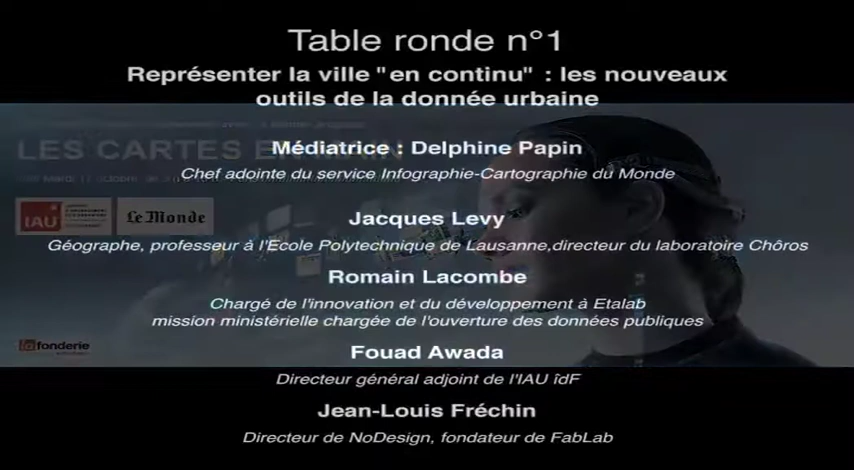 Table ronde n°1
Représenter la ville "en continu" : les nouveaux
outils de la donnée urbaine
LES CARTES EN MAIN
Médiatrice : Delphine Papin
Chef adointe du service Infographie-Cartographie du Monde
IAU
Le Monde
Jacques Levy
Géographe, professeur à l'Ecole Polytechnique de Lausanne,directeur du laboratoire Chôros
Romain Lacombe
Chargé de l'innovation et du développement à Etalab
mission ministérielle chargée de l'ouverture des données publiques
lafonderie
Fouad Awada
Directeur général adjoint de l'IAU îdF
Jean-Louis Fréchin
Directeur de NoDesign, fondateur de FabLab